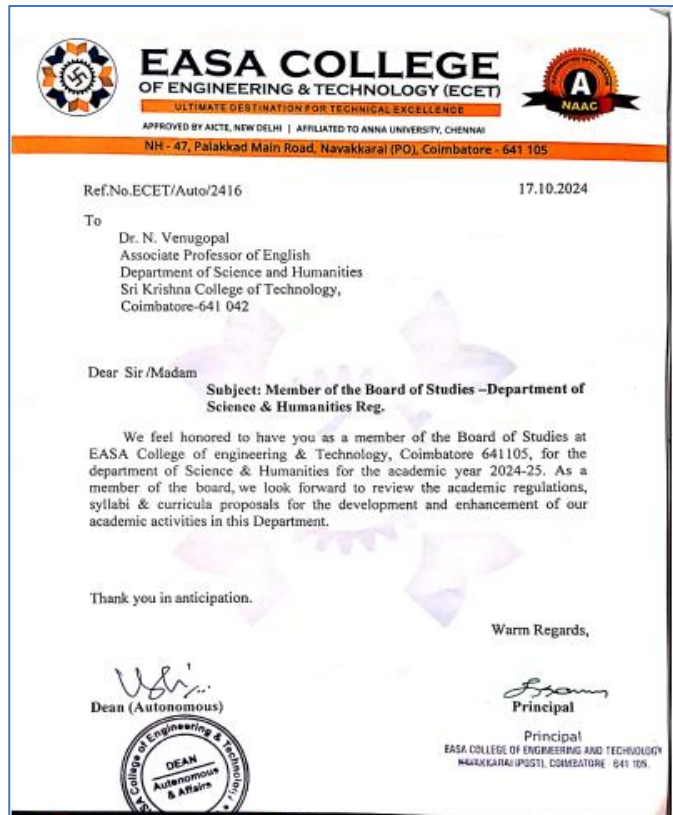 EASA COLLEGE
OF ENGINEERING & TECHNOLOGY (ECET)
ULTIMATE DESTINATION FOR TECHNICAL EXCELLENCE
APPROVED BY AICTE, NEW DELHI | AFFILIATED TO ANNA UNIVERSITY, CHENNAI
A
NAAC
NH - 47, Palakkad Main Road, Navakkarai (PO), Coimbatore - 641 105
Ref.No.ECET/Auto/2416
17.10.2024
To
Dr. N. Venugopal
Associate Professor of English
Department of Science and Humanities
Sri Krishna College of Technology,
Coimbatore-641 042
Dear Sir /Madam
Subject: Member of the Board of Studies –Department of
Science & Humanities Reg.
We feel honored to have you as a member of the Board of Studies at
EASA College of engineering & Technology, Coimbatore 641105, for the
department of Science & Humanities for the academic year 2024-25. As a
member of the board, we look forward to review the academic regulations,
syllabi & curricula proposals for the development and enhancement of our
academic activities in this Department.
Thank you in anticipation.
Warm Regards,
Dean (Autonomous)
Principal
College of Engineering & Technology
DEAN
Autonomous
& Affairs
Principal
EASA COLLEGE OF ENGINEERING AND TECHNOLOGY
NAVAKKARAI (POST), COIMBATORE 641 105.